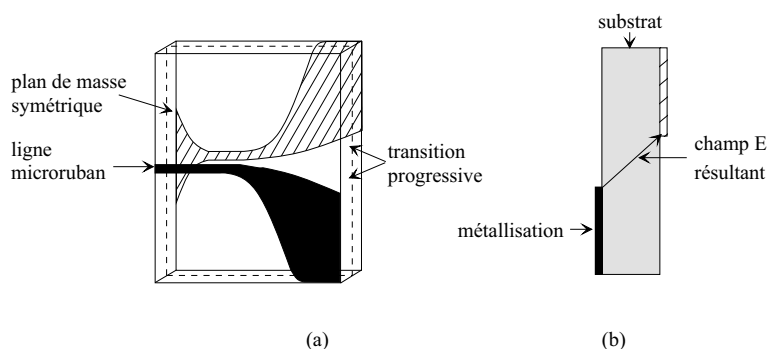 plan de masse
symétrique
ligne
microruban
transition
progressive
(a)
substrat
champ E
résultant
métallisation
(b)